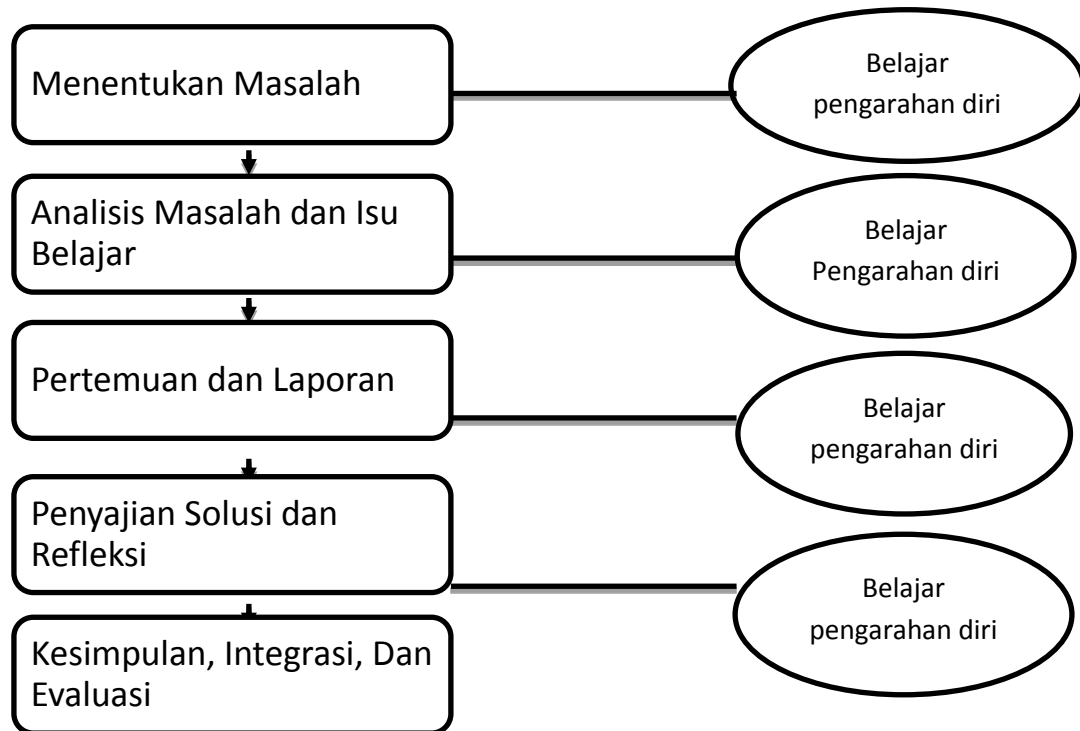 Menentukan Masalah
Belajar
pengarahan diri
Analisis Masalah dan Isu
Belajar
Belajar
Pengarahan diri
Pertemuan dan Laporan
Belajar
pengarahan diri
Penyajian Solusi dan
Refleksi
Belajar
pengarahan diri
Kesimpulan, Integrasi, Dan
Evaluasi